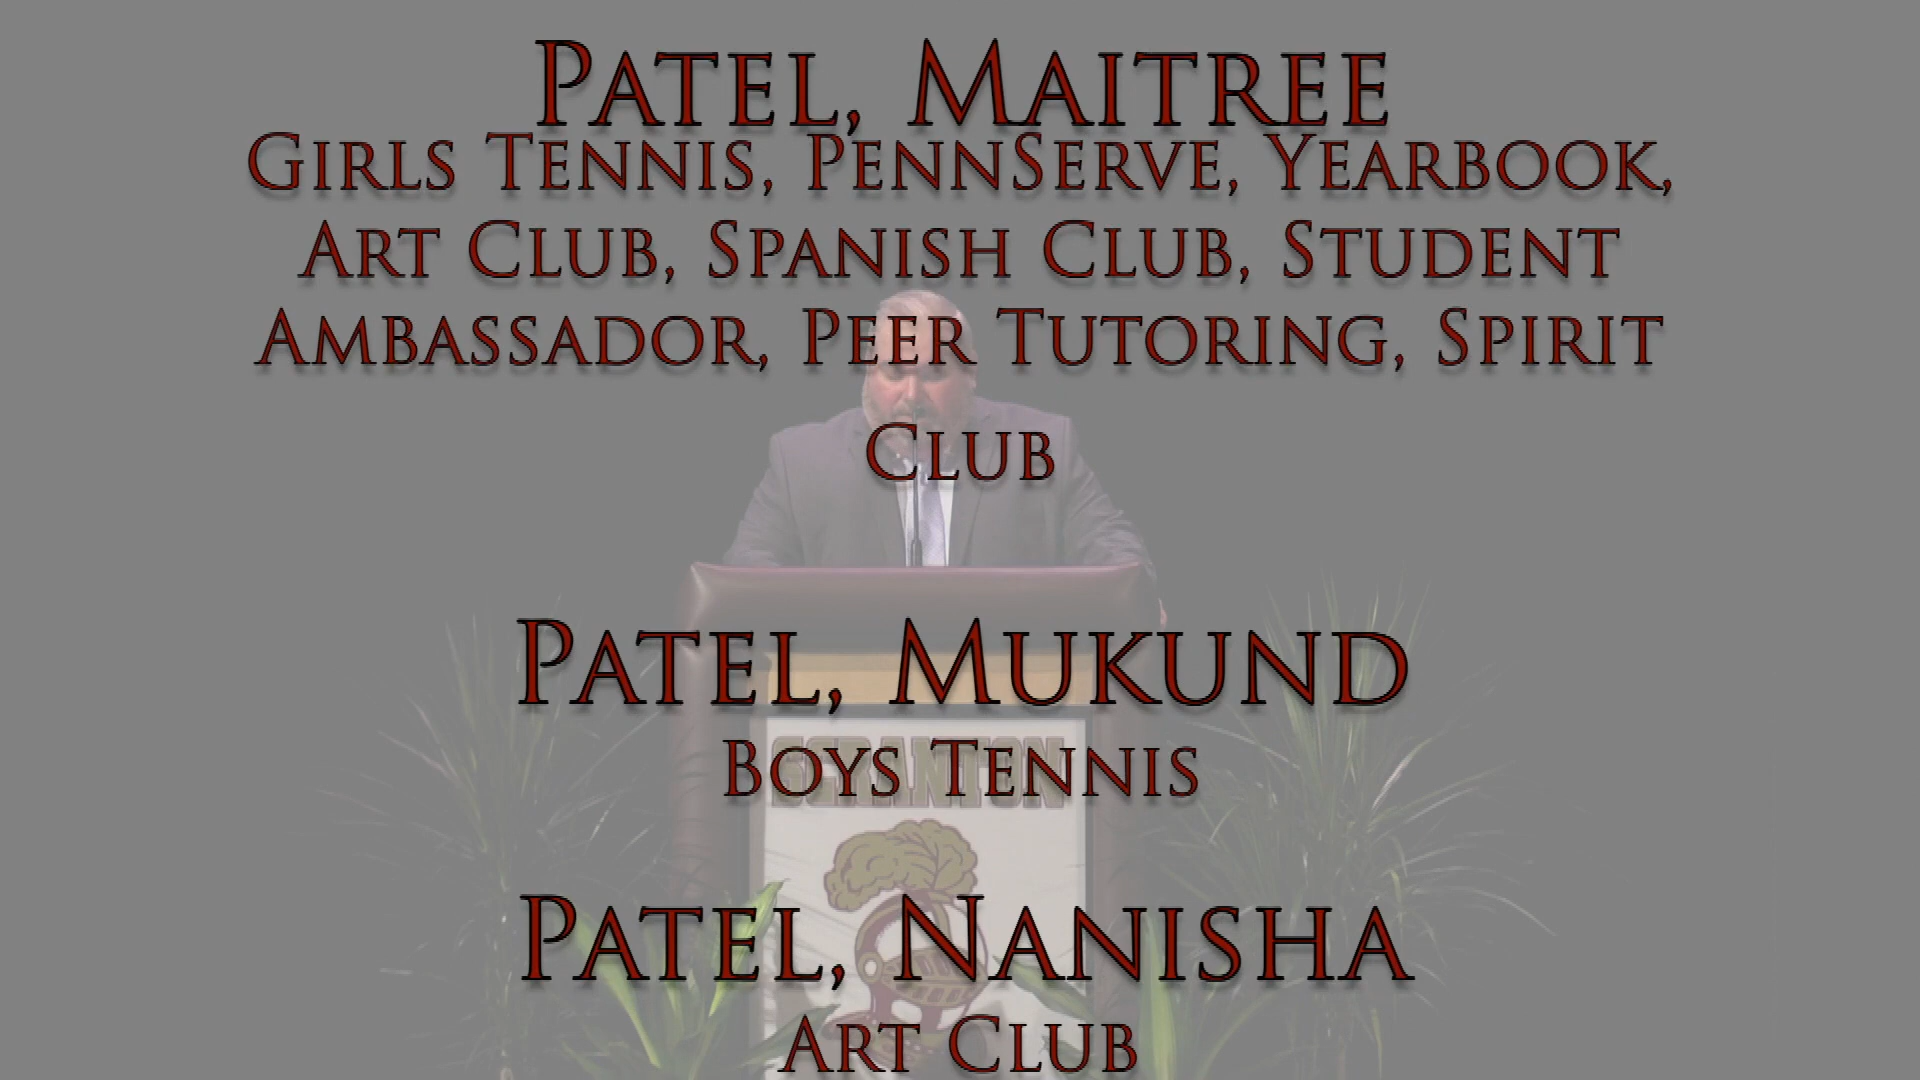 Patel, Maitree
Girls Tennis, PennServe, Yearbook,
Art Club, Spanish Club, Student
Ambassador, Peer Tutoring, Spirit
Club
Patel, Mukund
Boys Tennis
SCRANTON
Patel, Nanisha
Art Club